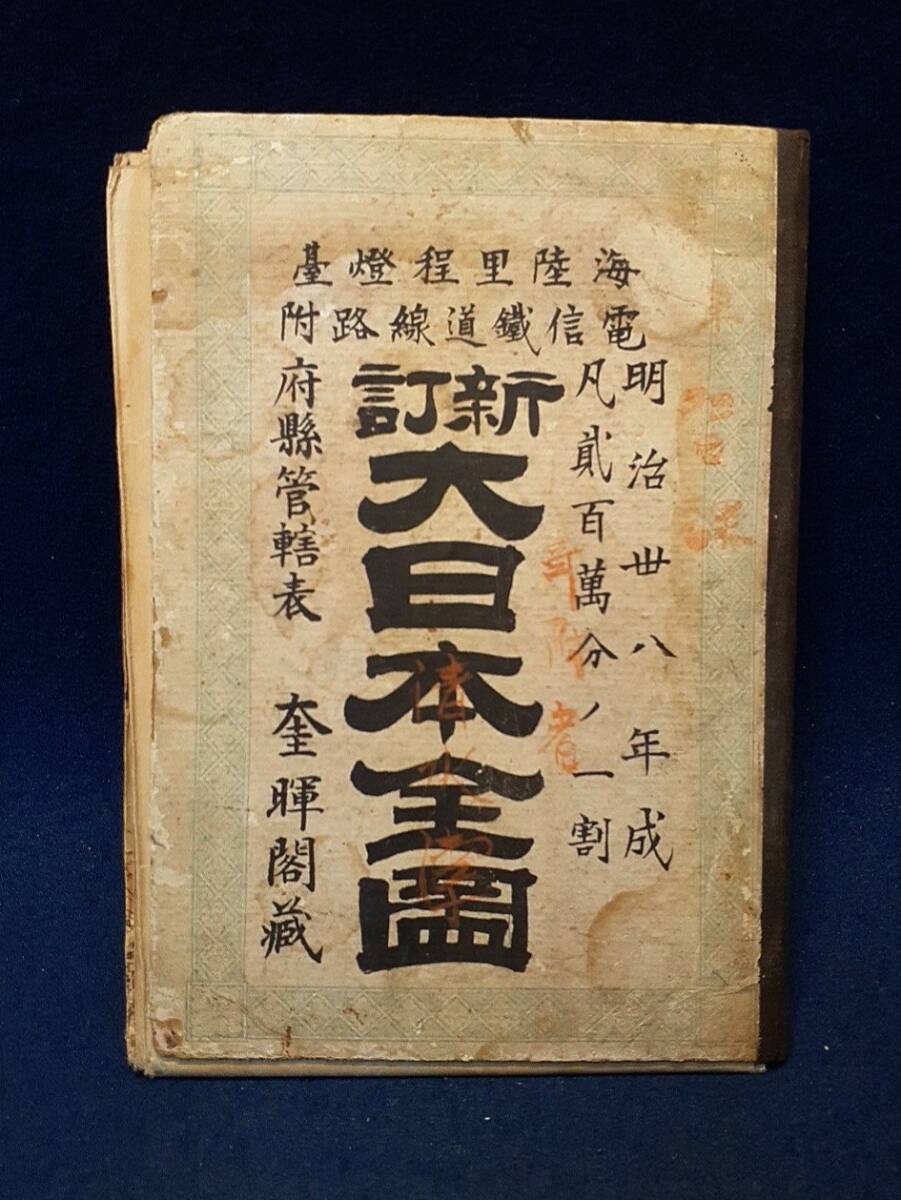 海陸里程燈臺
電信鐵道線路附
明治丗八年成
凡貳百萬分ノ一割
新訂
大日本全圖
府縣管轄表
奎暉閣藏